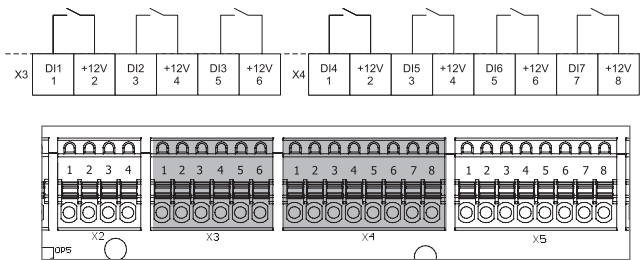 X3 DI1 +12V DI2 +12V DI3 +12V X4 DI4 +12V DI5 +12V DI6 +12V DI7 +12V
1 2 3 4 5 6 1 2 3 4 5 6 7 8
1 2 3 4 1 2 3 4 5 6 1 2 3 4 5 6 7 8 1 2 3 4 5 6 7 8
X2 X3 X4 X5
OP5